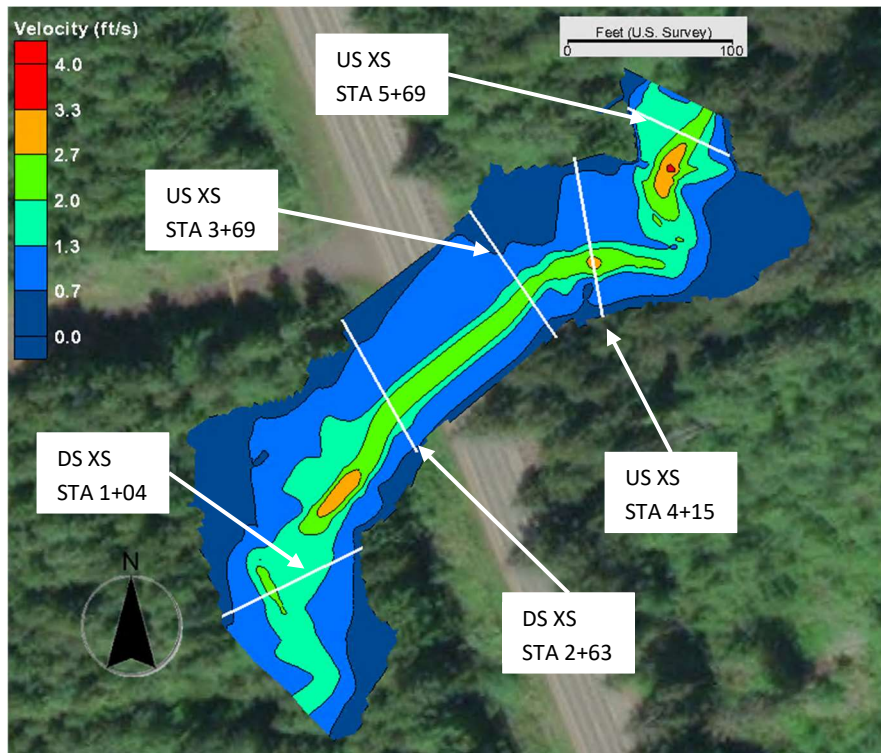 Velocity (ft/s)
4.0
3.3
2.7
2.0
1.3
0.7
0.0
Feet (U.S. Survey)
0 100
US XS
STA 5+69
US XS
STA 3+69
DS XS
STA 1+04
US XS
STA 4+15
DS XS
STA 2+63
N